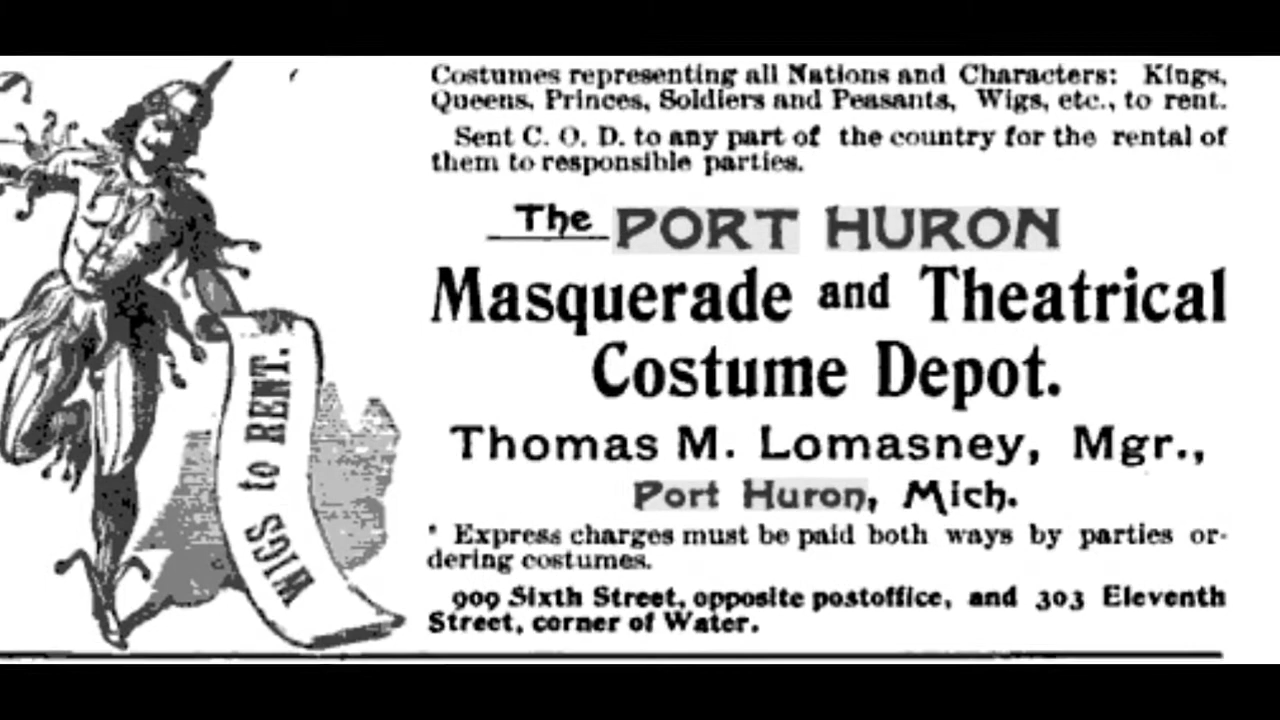 Costumes representing all Nations and Characters: Kings,
Queens, Princes, Soldiers and Peasants, Wigs, etc., to rent.
Sent C. O. D. to any part of the country for the rental of
them to responsible parties.
The PORT HURON
Masquerade and Theatrical
Costume Depot.
Thomas M. Lomasney, Mgr.,
Port Huron, Mich.
Express charges must be paid both ways by parties or-
dering costumes.
909 Sixth Street, opposite postoffice, and 303 Eleventh
Street, corner of Water.
WIGS to RENT.